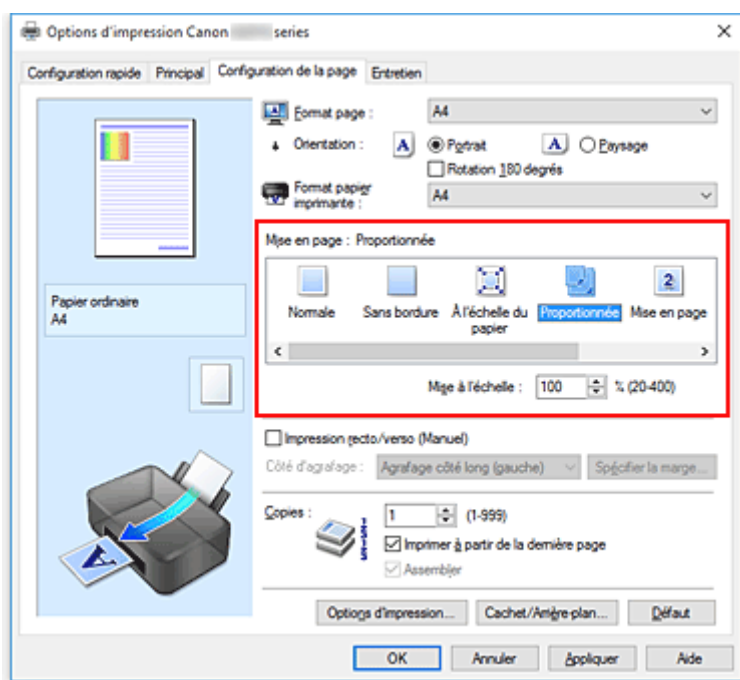 Options d'impression Canon series
Configuration rapide Principal Configuration de la page Entretien
Format page : A4
Orientation : A Portrait A Paysage
Rotation 180 degrés
Format papier
imprimante : A4
Mise en page : Proportionnée
2
Normale Sans bordure À l'échelle du
papier Proportionnée Mise en page
Mise à l'échelle : 100 % (20-400)
Papier ordinaire
A4
Impression recto/verso (Manuel)
Côté d'agrafage : Agrafage côté long (gauche) Spécifier la marge...
Copies : 1 (1-999)
Imprimer à partir de la dernière page
Assembler
A
Options d'impression... Cachet/Arrière-plan... Défaut
OK Annuler Appliquer Aide